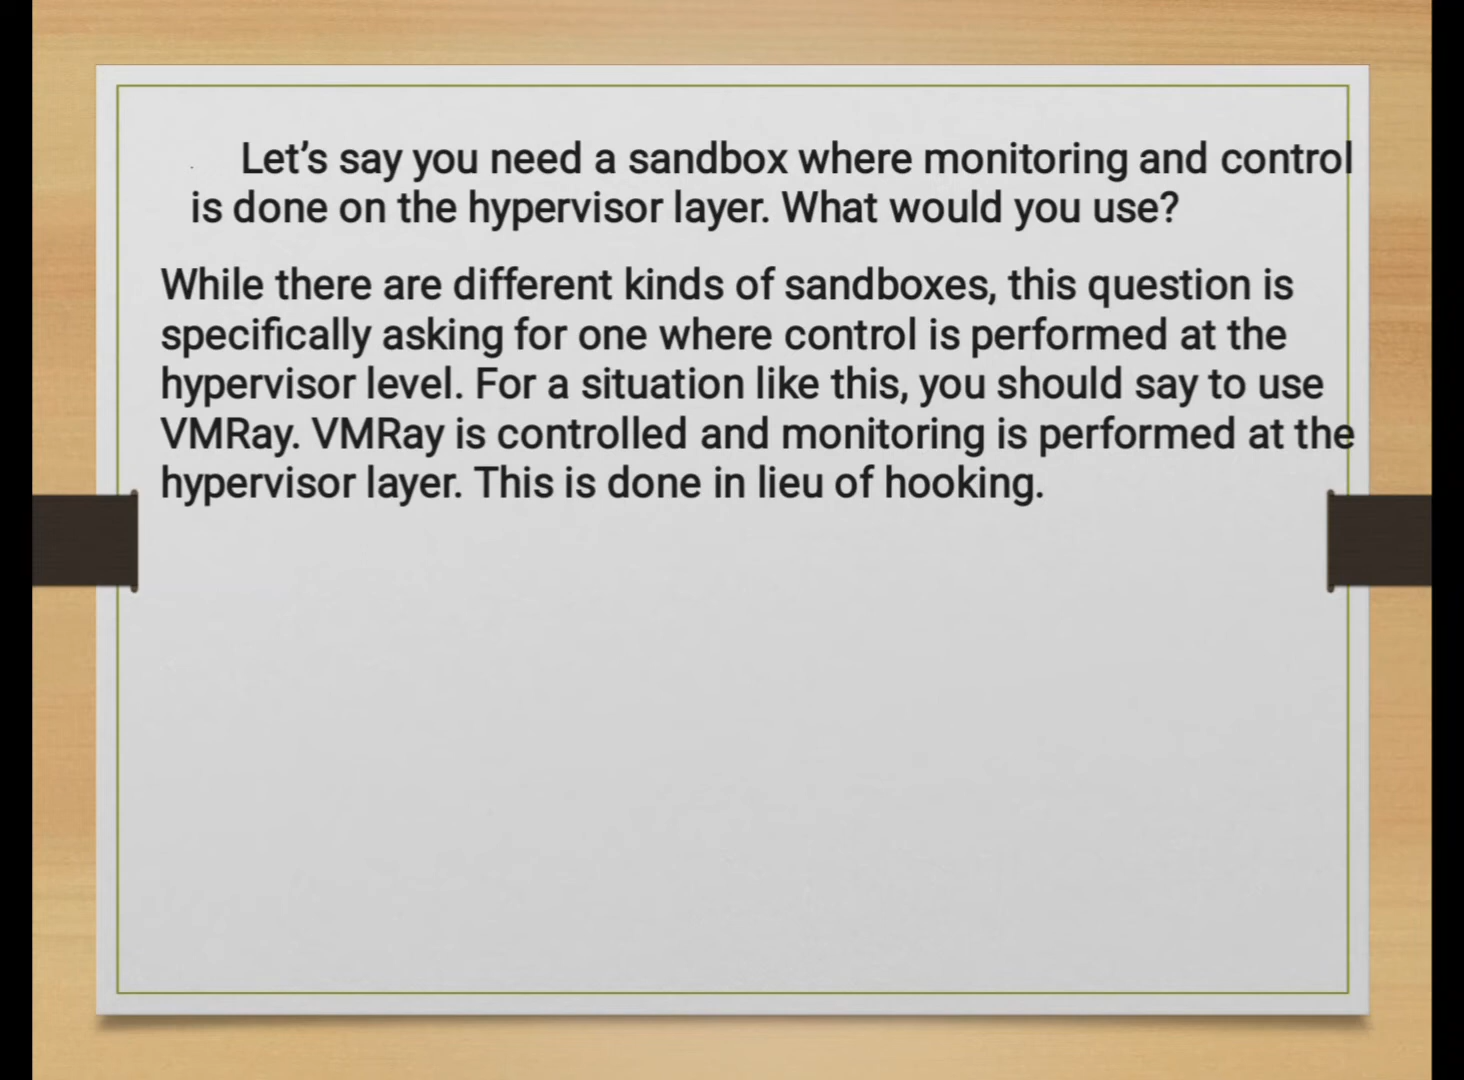 Let's say you need a sandbox where monitoring and control
is done on the hypervisor layer. What would you use?
While there are different kinds of sandboxes, this question is
specifically asking for one where control is performed at the
hypervisor level. For a situation like this, you should say to use
VMRay. VMRay is controlled and monitoring is performed at the
hypervisor layer. This is done in lieu of hooking.